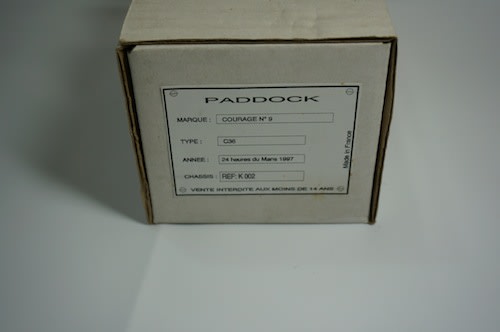 PADDOCK
MARQUE : COURAGE N° 9
TYPE : C36
ANNEE : 24 heures du Mans 1997
CHASSIS : REF: K 002
VENTE INTERDITE AUX MOINS DE 14 ANS
Made in France